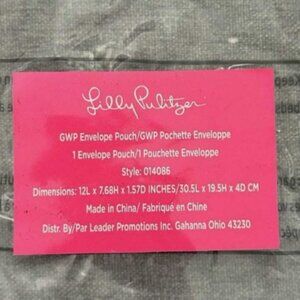 Lilly Pulitzer
GWP Envelope Pouch/GWP Pochette Enveloppe
1 Envelope Pouch/1 Pouchette Enveloppe
Style: 014086
Dimensions: 12L x 7.68H x 1.57D INCHES/30.5L x 19.5H x 4D CM
Made in China/ Fabriqué en Chine
Distr. By/Par Leader Promotions Inc. Gahanna Ohio 43230